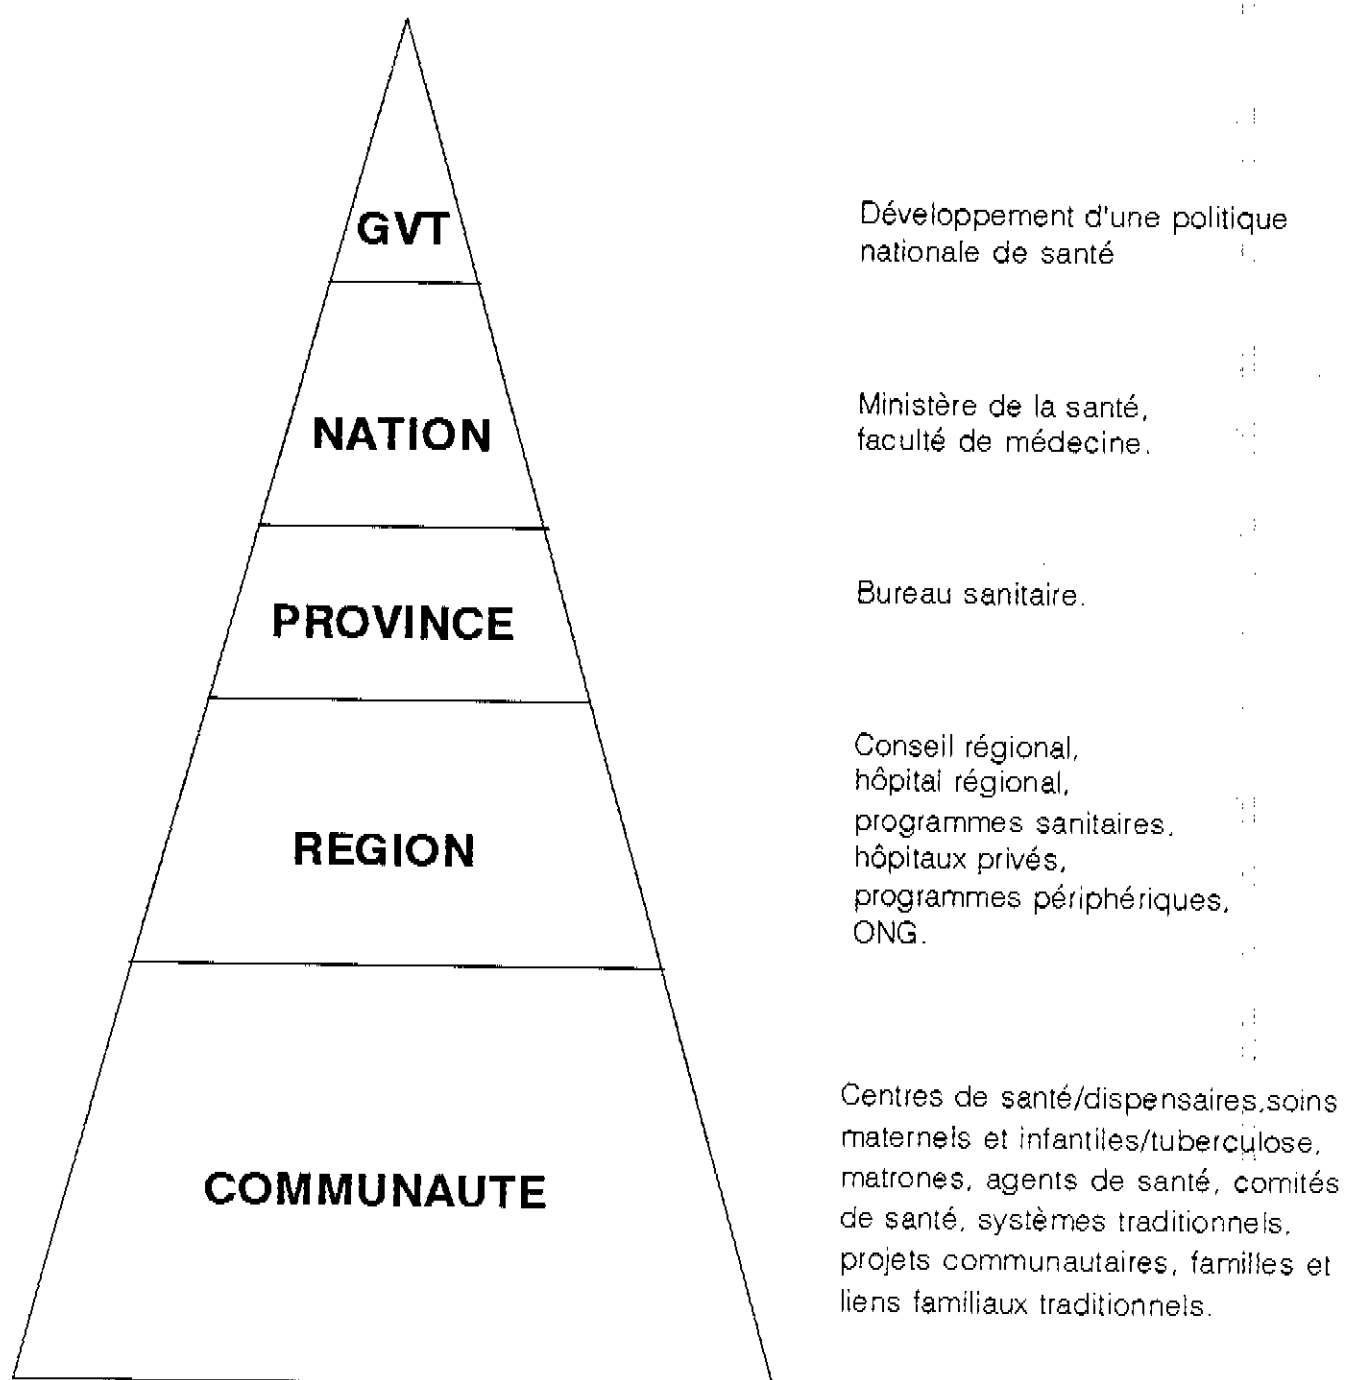 GVT
Développement d'une politique
nationale de santé
NATION
Ministère de la santé,
faculté de médecine.
PROVINCE
Bureau sanitaire.
REGION
Conseil régional,
hôpital régional,
programmes sanitaires,
hôpitaux privés,
programmes périphériques,
ONG.
COMMUNAUTE
Centres de santé/dispensaires,soins
maternels et infantiles/tuberculose,
matrones, agents de santé, comités
de santé, systèmes traditionnels,
projets communautaires, familles et
liens familiaux traditionnels.